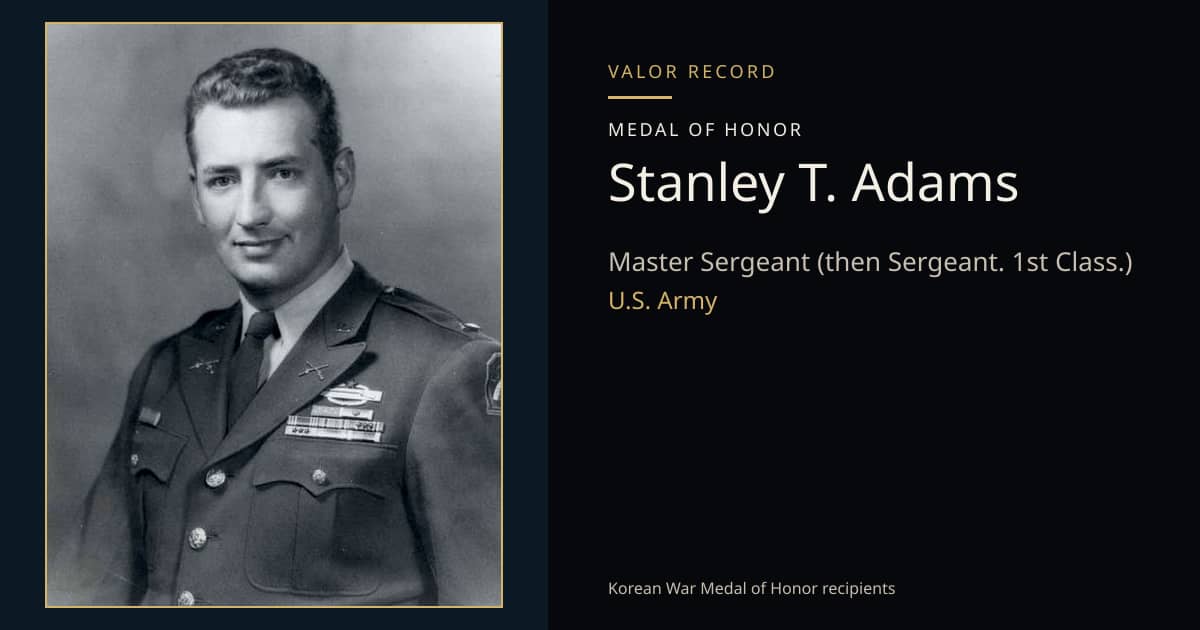 VALOR RECORD
MEDAL OF HONOR
Stanley T. Adams
Master Sergeant (then Sergeant. 1st Class.)
U.S. Army
Korean War Medal of Honor recipients